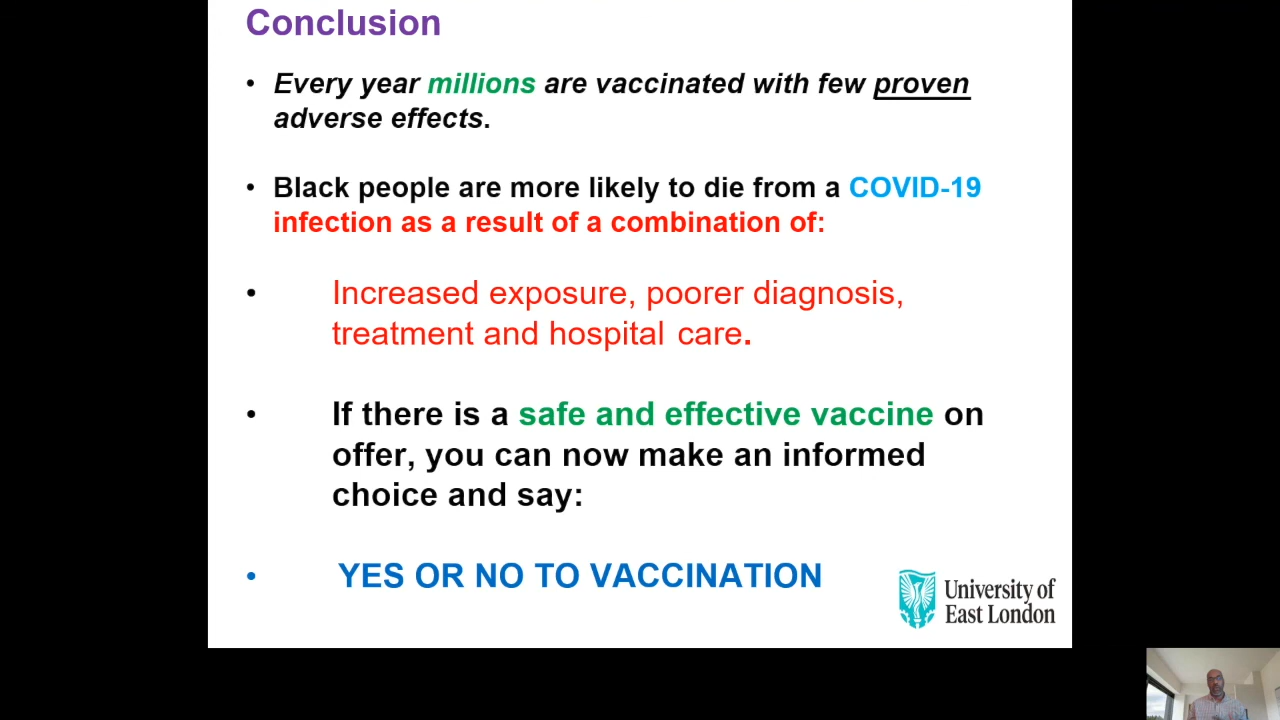 Conclusion
• Every year millions are vaccinated with few proven
adverse effects.
• Black people are more likely to die from a COVID-19
infection as a result of a combination of:
• Increased exposure, poorer diagnosis,
treatment and hospital care.
• If there is a safe and effective vaccine on
offer, you can now make an informed
choice and say:
• YES OR NO TO VACCINATION
University of
East London